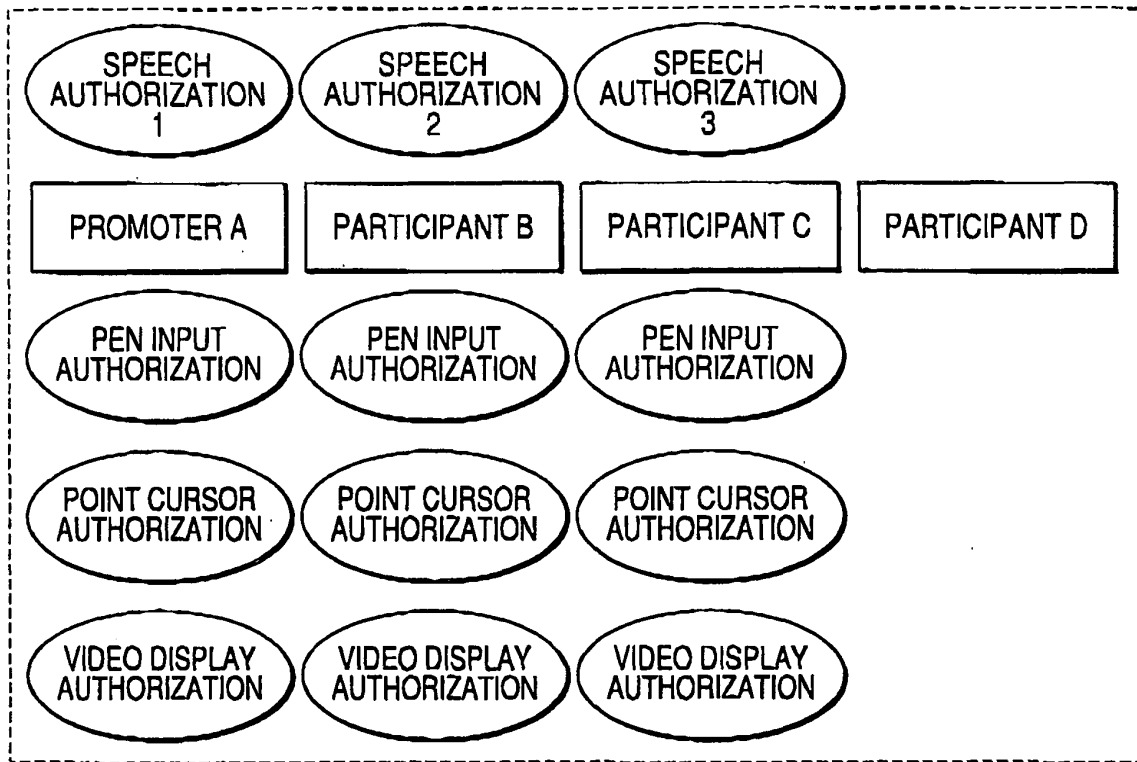 SPEECH
AUTHORIZATION
1
SPEECH
AUTHORIZATION
2
SPEECH
AUTHORIZATION
3
PROMOTER A
PARTICIPANT B
PARTICIPANT C
PARTICIPANT D
PEN INPUT
AUTHORIZATION
PEN INPUT
AUTHORIZATION
PEN INPUT
AUTHORIZATION
POINT CURSOR
AUTHORIZATION
POINT CURSOR
AUTHORIZATION
POINT CURSOR
AUTHORIZATION
VIDEO DISPLAY
AUTHORIZATION
VIDEO DISPLAY
AUTHORIZATION
VIDEO DISPLAY
AUTHORIZATION